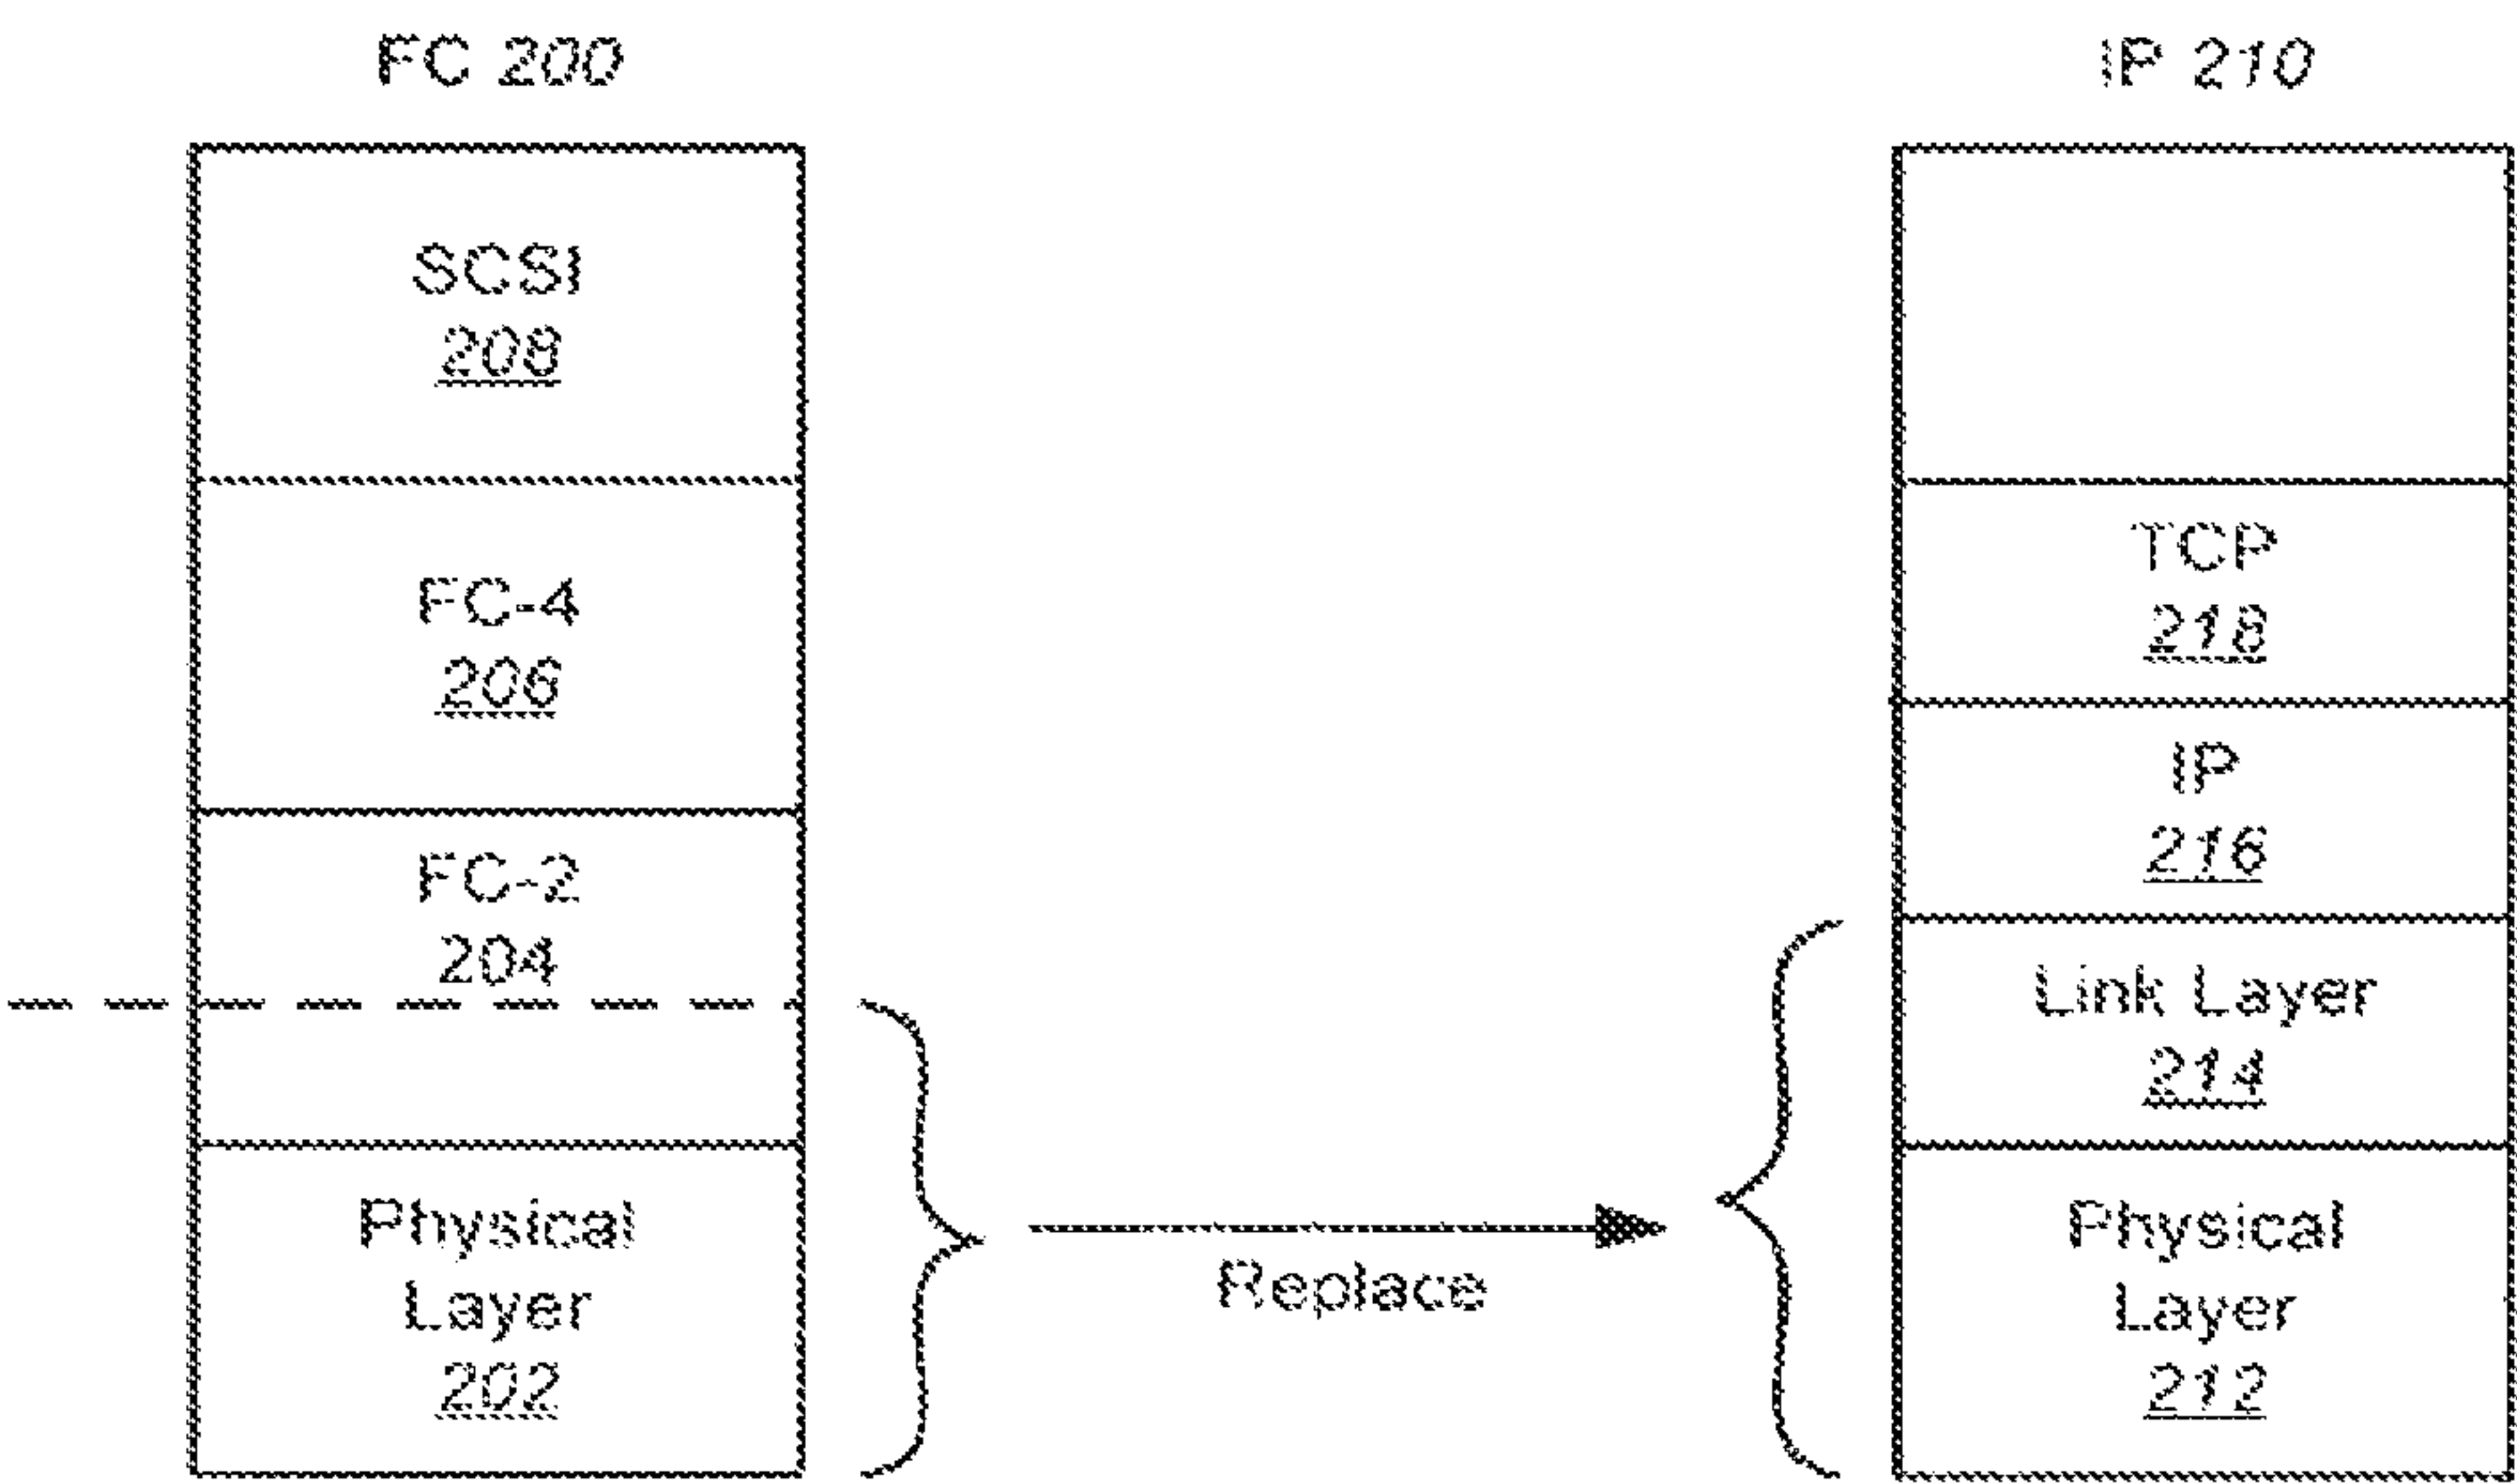 FC 200
IP 210
SCSI
208
FC-4
206
FC-2
204
Physical
Layer
202
Replace
TCP
218
IP
216
Link Layer
214
Physical
Layer
212